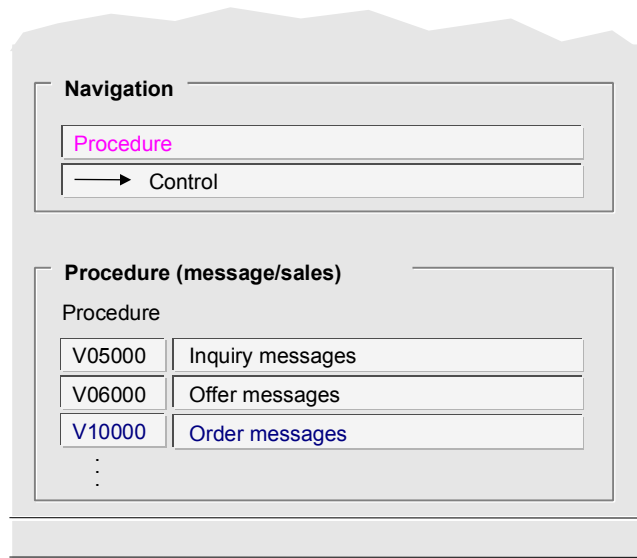 Navigation
Procedure
Control
Procedure (message/sales)
Procedure
V05000 Inquiry messages
V06000 Offer messages
V10000 Order messages